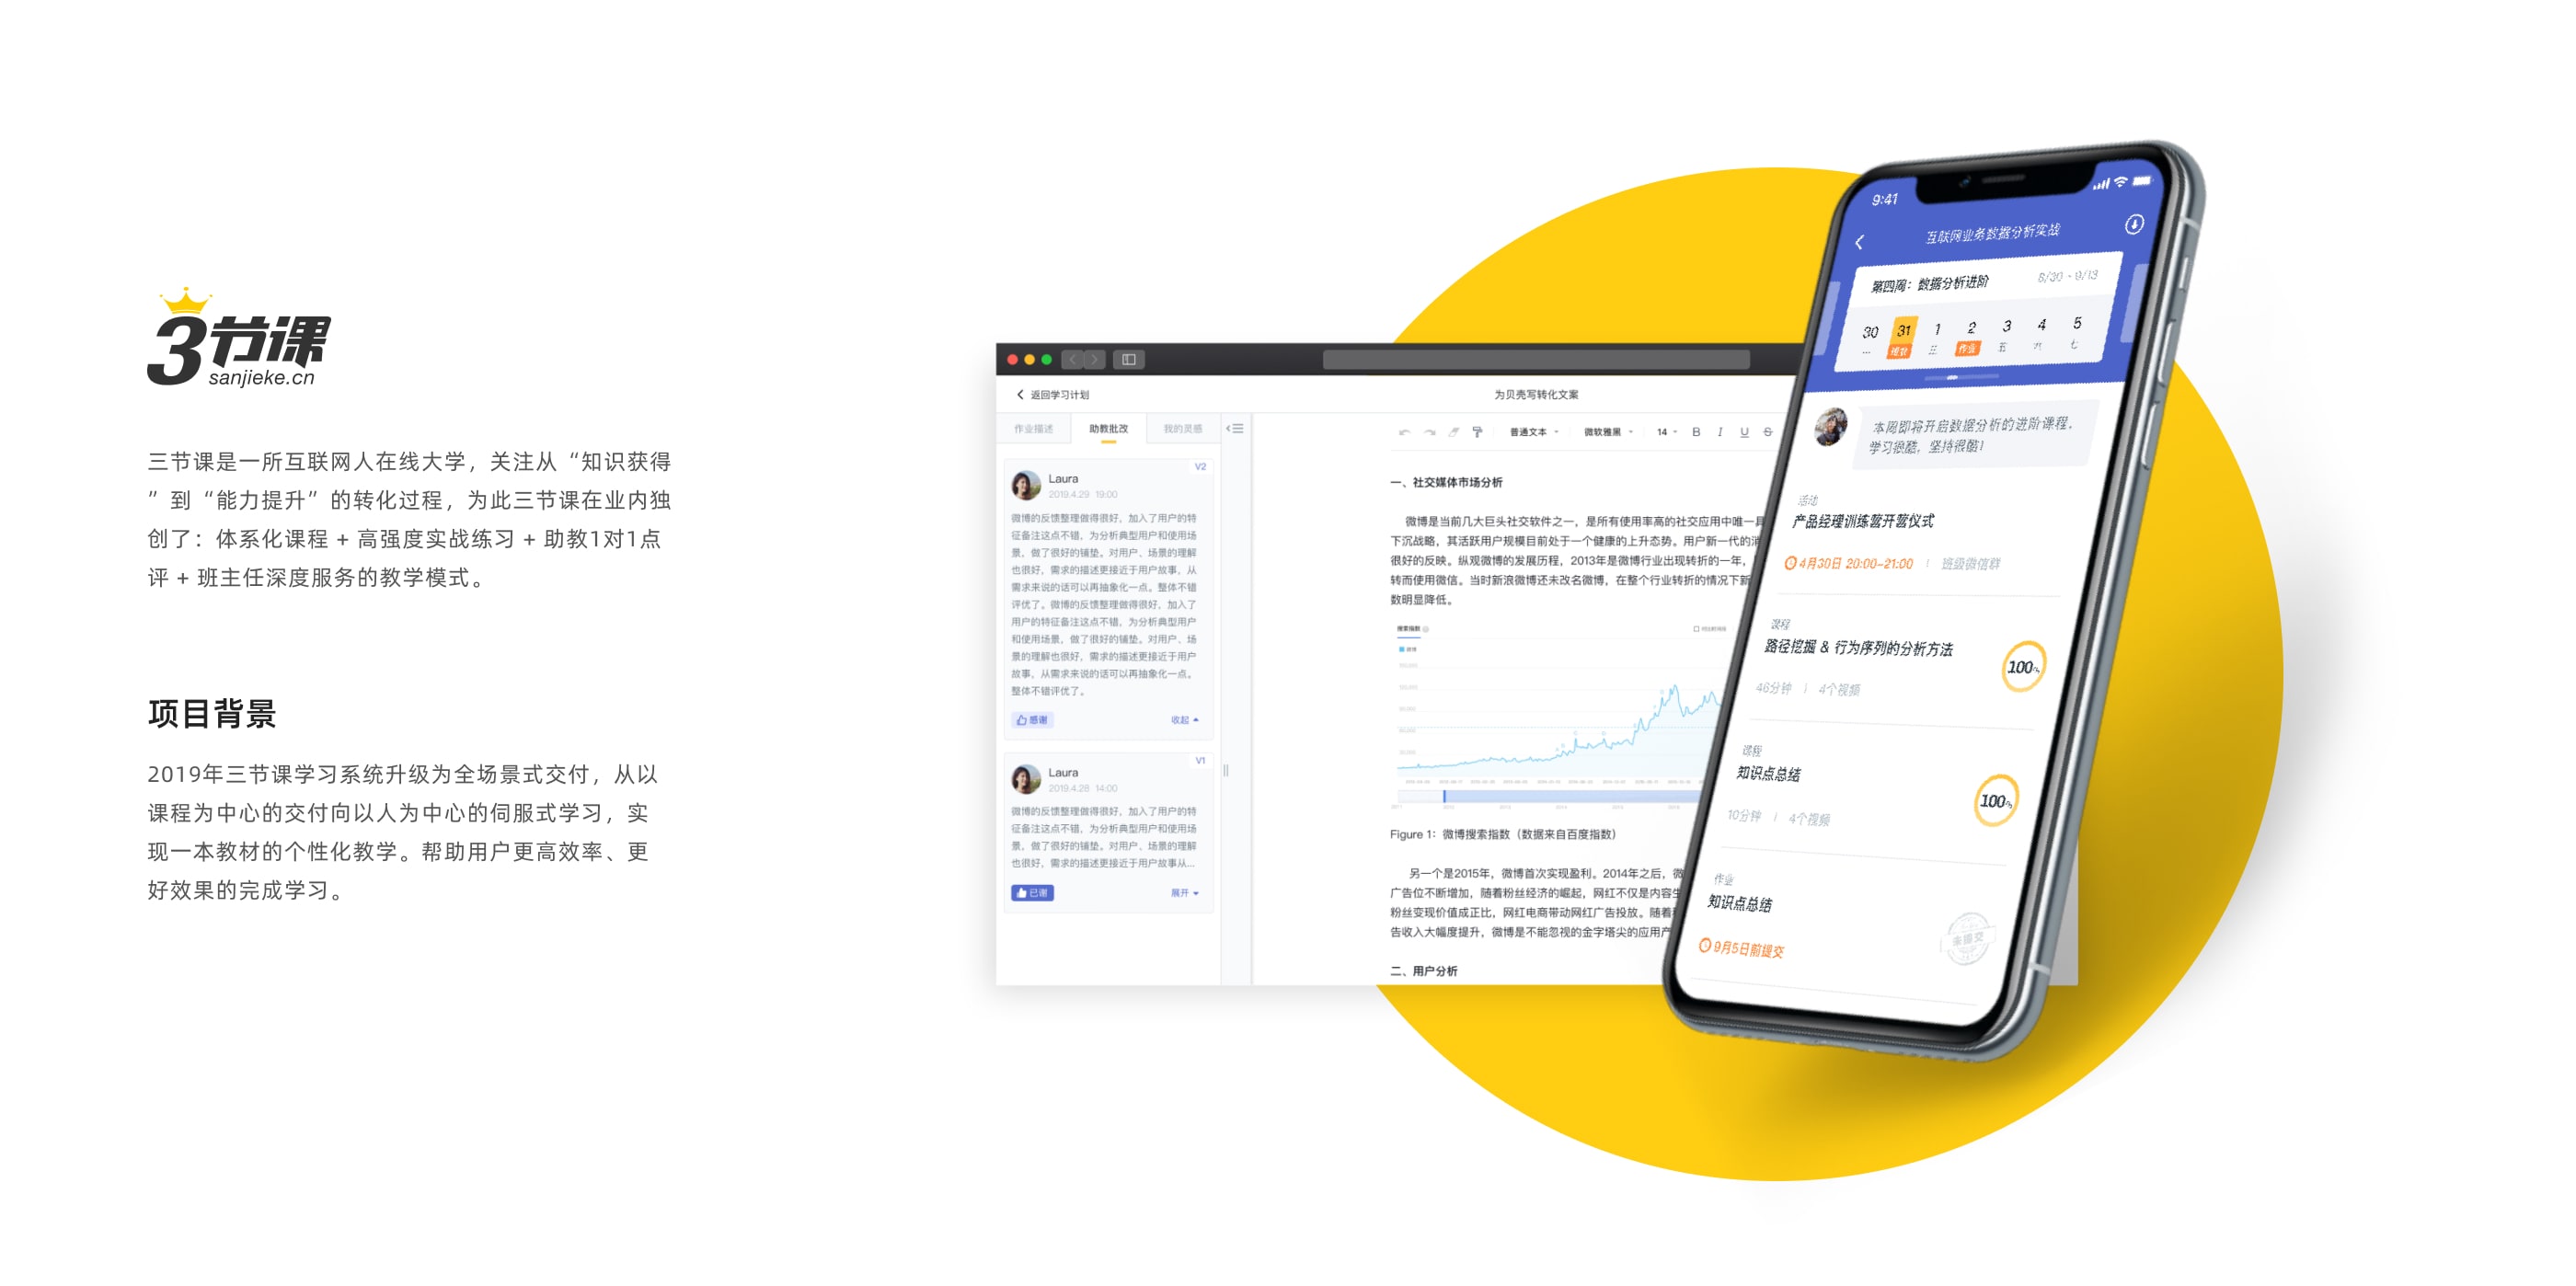 3节课
sanjieke.cn
三节课是一所互联网人在线大学，关注从“知识获得
”到“能力提升”的转化过程，为此三节课在业内独
创了：体系化课程 + 高强度实战练习 + 助教1对1点
评 + 班主任深度服务的教学模式。
项目背景
2019年三节课学习系统升级为全场景式交付，从以
课程为中心的交付向以人为中心的伺服式学习，实
现一本教材的个性化教学。帮助用户更高效率、更
好效果的完成学习。
返回学习计划
为贝壳写转化文案
作业描述 助教批改 我的灵感
V2
Laura
2019.4.29 19:00
微博的反馈整理做得很好，加入了用户的特
征备注这点不错，为分析典型用户和使用场
景，做了很好的铺垫。对用户、场景的理解
也很好，需求的描述更接近于用户故事，从
需求来说的话可以再抽象化一点。整体不错
评优了。微博的反馈整理做得很好，加入了
用户的特征备注这点不错，为分析典型用户
和使用场景，做了很好的铺垫。对用户、场
景的理解也很好，需求的描述更接近于用户
故事，从需求来说的话可以再抽象化一点。
整体不错评优了。
感谢 收起
V1
Laura
2019.4.28 14:00
微博的反馈整理做得很好，加入了用户的特
征备注这点不错，为分析典型用户和使用场
景，做了很好的铺垫。对用户、场景的理解
也很好，需求的描述更接近于用户故事从...
已谢 展开
普通文本 微软雅黑 14 B I U S
一、社交媒体市场分析
微博是当前几大巨头社交软件之一，是所有使用率高的社交应用中唯一具
下沉战略，其活跃用户规模目前处于一个健康的上升态势。用户新一代的消
很好的反映。纵观微博的发展历程，2013年是微博行业出现转折的一年，
转而使用微信。当时新浪微博还未改名微博，在整个行业转折的情况下新
数明显降低。
搜索指数
微博
Figure 1：微博搜索指数（数据来自百度指数）
另一个是2015年，微博首次实现盈利。2014年之后，微
广告位不断增加，随着粉丝经济的崛起，网红不仅是内容生
粉丝变现价值成正比，网红电商带动网红广告投放。随着
告收入大幅度提升，微博是不能忽视的金字塔尖的应用产
二、用户分析
9:41
互联网业务数据分析实战
第四周：数据分析进阶 8/30 - 9/13
30 31 1 2 3 4 5
一 三 作业 五 六 七
本周即将开启数据分析的进阶课程，
学习很酷，坚持很酷！
活动
产品经理训练营开营仪式
4月30日 20:00-21:00 | 班级微信群
课程
路径挖掘 & 行为序列的分析方法
100%
46分钟 | 4个视频
课程
知识点总结
100%
10分钟 | 4个视频
作业
知识点总结
未提交
9月5日前提交